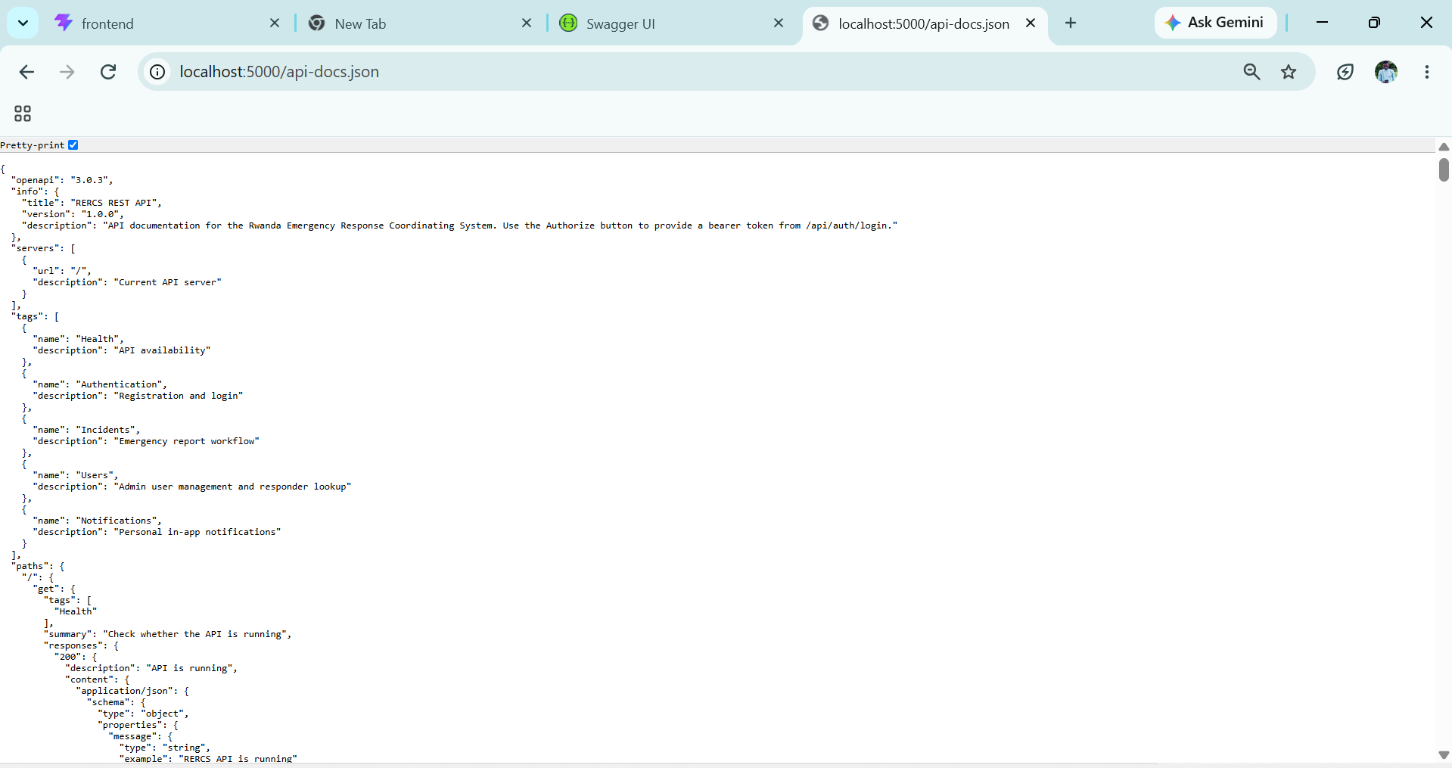 frontend
New Tab
Swagger UI
localhost:5000/api-docs.json
Ask Gemini
localhost:5000/api-docs.json
Pretty-print
{
  "openapi": "3.0.3",
  "info": {
    "title": "RERCS REST API",
    "version": "1.0.0",
    "description": "API documentation for the Rwanda Emergency Response Coordinating System. Use the Authorize button to provide a bearer token from /api/auth/login."
  },
  "servers": [
    {
      "url": "/",
      "description": "Current API server"
    }
  ],
  "tags": [
    {
      "name": "Health",
      "description": "API availability"
    },
    {
      "name": "Authentication",
      "description": "Registration and login"
    },
    {
      "name": "Incidents",
      "description": "Emergency report workflow"
    },
    {
      "name": "Users",
      "description": "Admin user management and responder lookup"
    },
    {
      "name": "Notifications",
      "description": "Personal in-app notifications"
    }
  ],
  "paths": {
    "/": {
      "get": {
        "tags": [
          "Health"
        ],
        "summary": "Check whether the API is running",
        "responses": {
          "200": {
            "description": "API is running",
            "content": {
              "application/json": {
                "schema": {
                  "type": "object",
                  "properties": {
                    "message": {
                      "type": "string",
                      "example": "RERCS API is running"